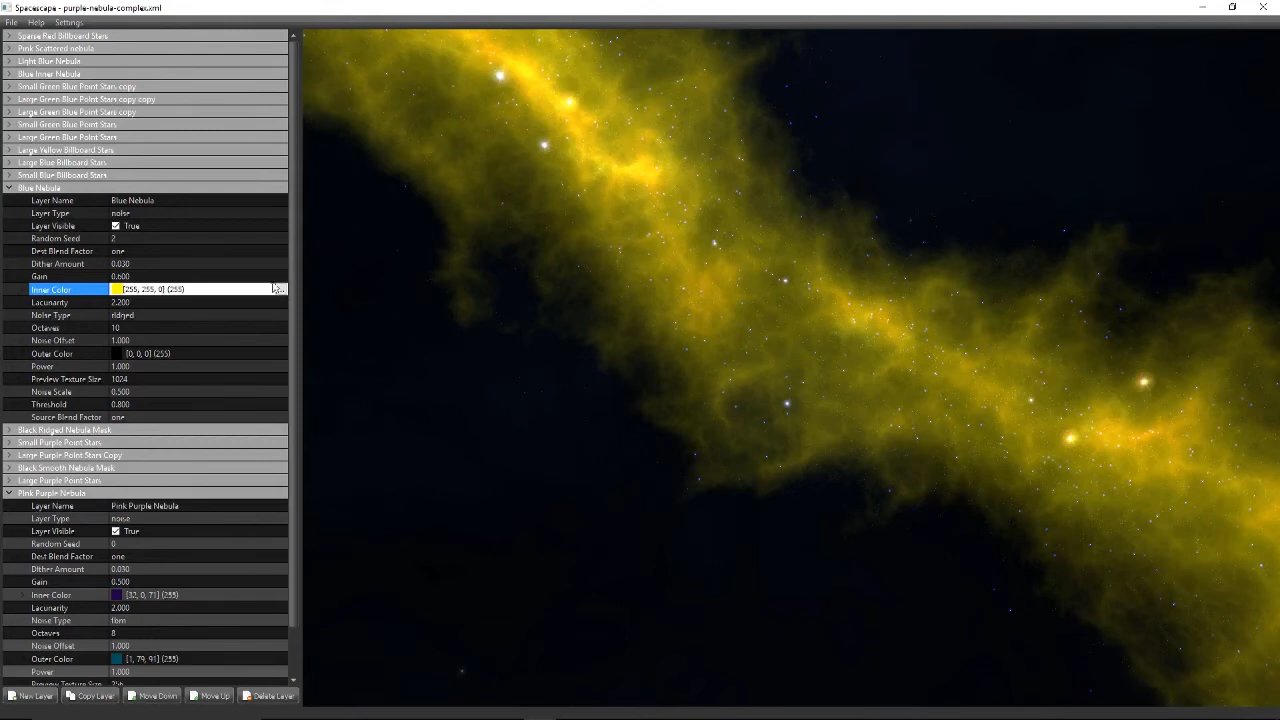 Spacescape - purple-nebula-complex.xml
File Help Settings
Sparse Red Billboard Stars
Pink Scattered nebula
Light Blue Nebula
Blue Inner Nebula
Small Green Blue Point Stars copy
Large Green Blue Point Stars copy copy
Large Green Blue Point Stars copy
Small Green Blue Point Stars
Large Green Blue Point Stars
Large Yellow Billboard Stars
Large Blue Billboard Stars
Small Blue Billboard Stars
Blue Nebula
Layer Name Blue Nebula
Layer Type noise
Layer Visible True
Random Seed 2
Dest Blend Factor one
Dither Amount 0.030
Gain 0.600
Inner Color [255, 255, 0] (255)
Lacunarity 2.200
Noise Type ridged
Octaves 10
Noise Offset 1.000
Outer Color [0, 0, 0] (255)
Power 1.000
Preview Texture Size 1024
Noise Scale 0.500
Threshold 0.800
Source Blend Factor one
Black Ridged Nebula Mask
Small Purple Point Stars
Large Purple Point Stars Copy
Black Smooth Nebula Mask
Large Purple Point Stars
Pink Purple Nebula
Layer Name Pink Purple Nebula
Layer Type noise
Layer Visible True
Random Seed 0
Dest Blend Factor one
Dither Amount 0.030
Gain 0.500
Inner Color [32, 0, 71] (255)
Lacunarity 2.000
Noise Type fbm
Octaves 8
Noise Offset 1.000
Outer Color [1, 79, 91] (255)
Power 1.000
Preview Texture Size 256
New Layer Copy Layer Move Down Move Up Delete Layer